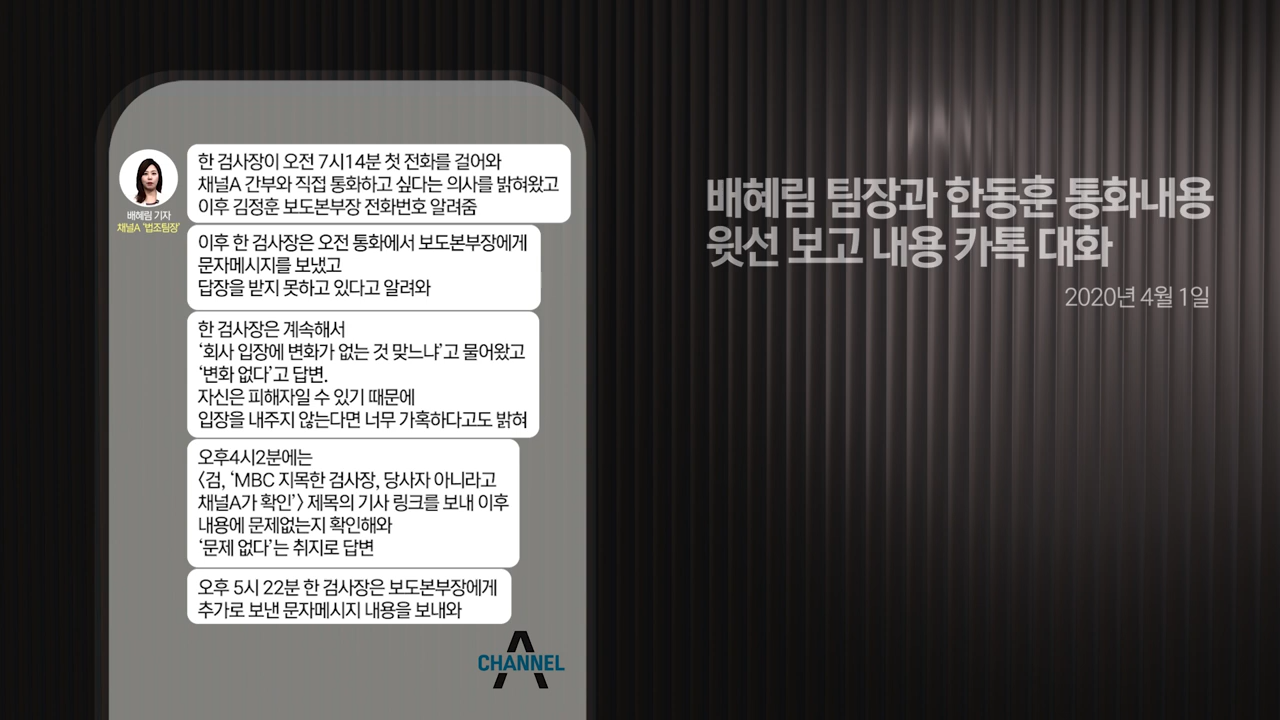 한 검사장이 오전 7시14분 첫 전화를 걸어와
채널A 간부와 직접 통화하고 싶다는 의사를 밝혀왔고
이후 김정훈 보도본부장 전화번호 알려줌
배혜림 기자
채널A '법조팀장'
이후 한 검사장은 오전 통화에서 보도본부장에게
문자메시지를 보냈고
답장을 받지 못하고 있다고 알려와
한 검사장은 계속해서
‘회사 입장에 변화가 없는 것 맞느냐’고 물어왔고
‘변화 없다’고 답변.
자신은 피해자일 수 있기 때문에
입장을 내주지 않는다면 너무 가혹하다고도 밝혀
오후4시2분에는
〈검, ‘MBC 지목한 검사장, 당사자 아니라고
채널A가 확인’〉 제목의 기사 링크를 보내 이후
내용에 문제없는지 확인해와
‘문제 없다’는 취지로 답변
오후 5시 22분 한 검사장은 보도본부장에게
추가로 보낸 문자메시지 내용을 보내와
CHANNEL A
배혜림 팀장과 한동훈 통화내용
윗선 보고 내용 카톡 대화
2020년 4월 1일